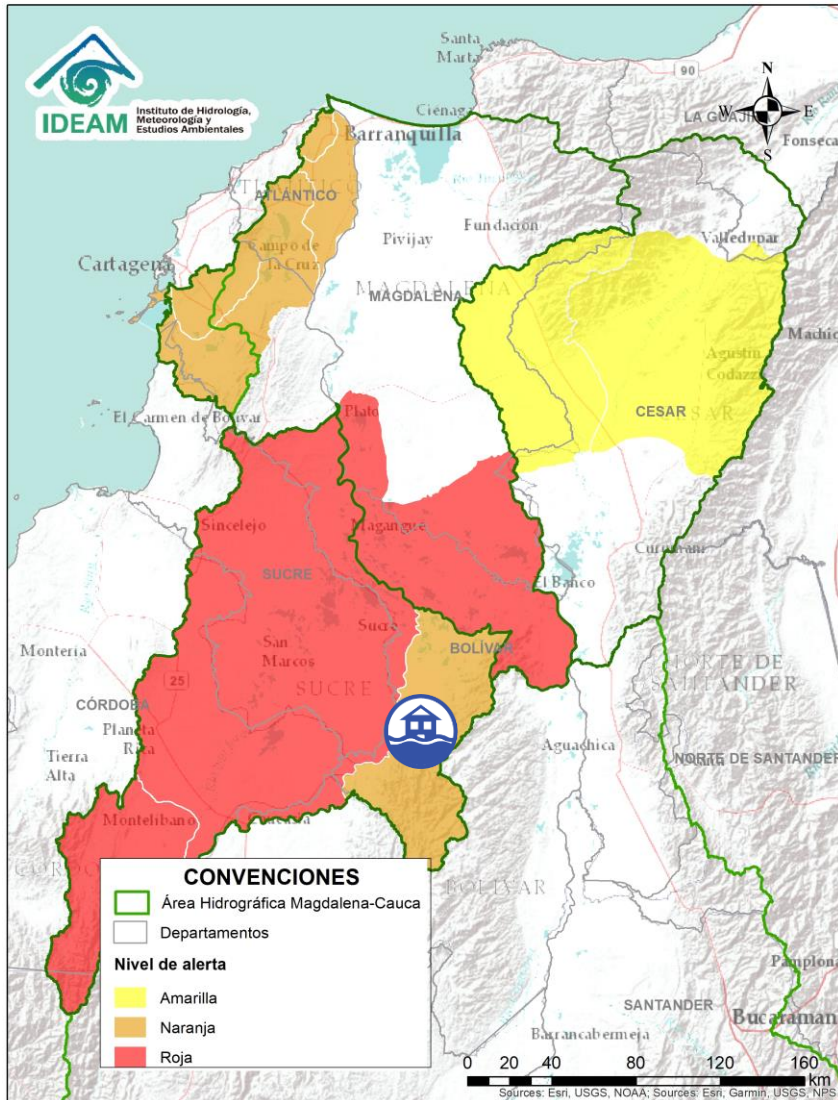 IDEAM
Instituto de Hidrología,
Meteorología y
Estudios Ambientales
Santa
Marta
90
N
W E
S
Ciénaga
LA GUAJIRA
Fonseca
Barranquilla
ATLÁNTICO
Fundación
Pivijay
Valledupar
Cartagena
Campo de
la Cruz
MAGDALENA
MAGDALENA
Agustín
Codazzi
El Carmen de Bolívar
Plato
CESAR
Sincelejo
Magangué
Curumaní
El Banco
SUCRE
Sucre
Montería
San
Marcos
BOLÍVAR
NORTE DE
SANTANDER
25
SUCRE
CÓRDOBA
Planeta
Rica
Tierra
Alta
Aguachica
NORTE DE SANTANDER
Montelibano
BOLÍVAR
CONVENCIONES
Área Hidrográfica Magdalena-Cauca
Departamentos
Nivel de alerta
Amarilla
Naranja
Roja
Pamplona
SANTANDER
Bucaraman
Barrancabermeja
0 20 40 80 120 160
km
Sources: Esri, USGS, NOAA; Sources: Esri, Garmin, USGS, NPS